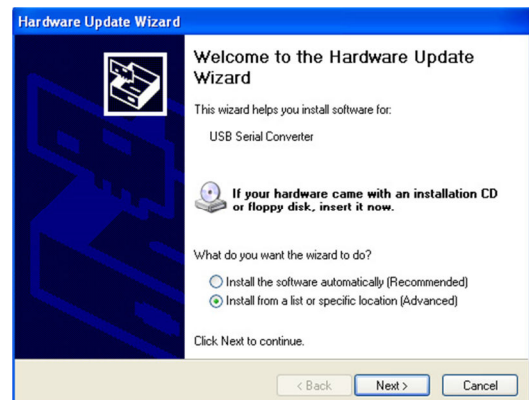 Hardware Update Wizard
Welcome to the Hardware Update
Wizard
This wizard helps you install software for:
USB Serial Converter
If your hardware came with an installation CD
or floppy disk, insert it now.
What do you want the wizard to do?
Install the software automatically (Recommended)
Install from a list or specific location (Advanced)
Click Next to continue.
< Back
Next >
Cancel